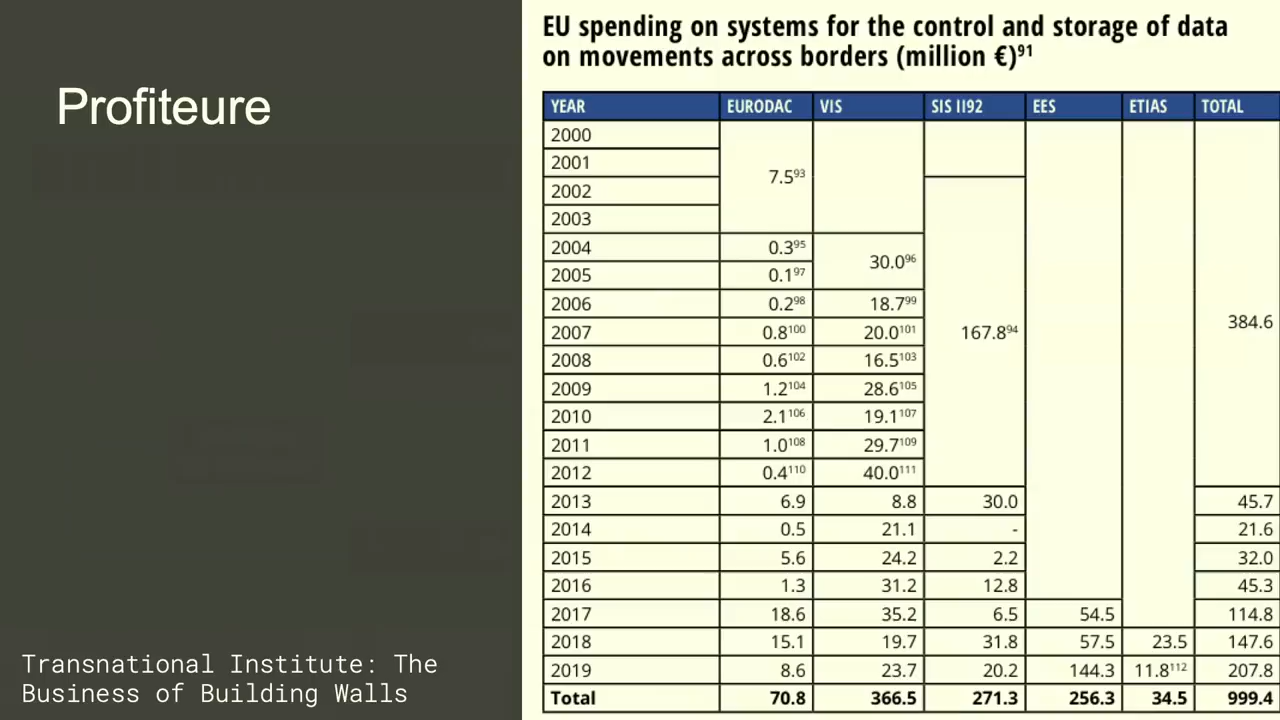 Profiteure
Transnational Institute: The
Business of Building Walls
EU spending on systems for the control and storage of data
on movements across borders (million €)⁹¹
YEAR EURODAC VIS SIS II92 EES ETIAS TOTAL
2000
2001
7.5⁹³
2002
2003
2004 0.3⁹⁵
30.0⁹⁶
2005 0.1⁹⁷
2006 0.2⁹⁸ 18.7⁹⁹
384.6
2007 0.8¹⁰⁰ 20.0¹⁰¹ 167.8⁹⁴
2008 0.6¹⁰² 16.5¹⁰³
2009 1.2¹⁰⁴ 28.6¹⁰⁵
2010 2.1¹⁰⁶ 19.1¹⁰⁷
2011 1.0¹⁰⁸ 29.7¹⁰⁹
2012 0.4¹¹⁰ 40.0¹¹¹
2013 6.9 8.8 30.0 45.7
2014 0.5 21.1 - 21.6
2015 5.6 24.2 2.2 32.0
2016 1.3 31.2 12.8 45.3
2017 18.6 35.2 6.5 54.5 114.8
2018 15.1 19.7 31.8 57.5 23.5 147.6
2019 8.6 23.7 20.2 144.3 11.8¹¹² 207.8
Total 70.8 366.5 271.3 256.3 34.5 999.4